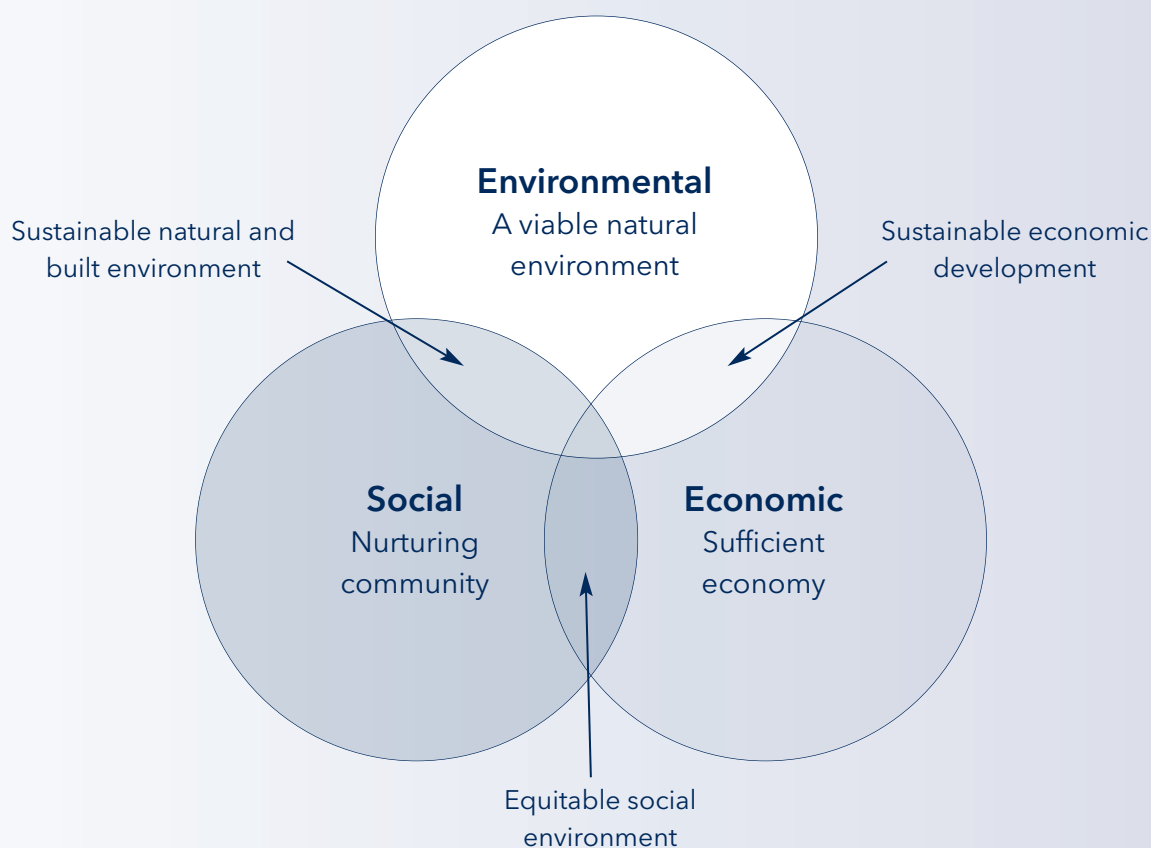 Environmental
A viable natural
environment
Sustainable natural and
built environment
Sustainable economic
development
Social
Nurturing
community
Economic
Sufficient
economy
Equitable social
environment